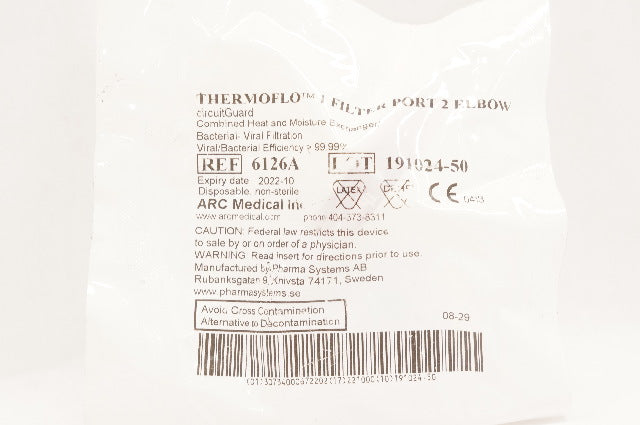 THERMOFLO™ 1 FILTER PORT 2 ELBOW
circuitGuard
Combined Heat and Moisture Exchanger
Bacterial- Viral Filtration
Viral/Bacterial Efficiency ≥ 99.99%
REF 6126A LOT 191024-50
Expiry date 2022-10
Disposable, non-sterile
LATEX
ARC Medical Inc
CE
www.arcmedical.com phone 404-373-8311
CAUTION: Federal law restricts this device
to sale by or on order of a physician.
WARNING: Read insert for directions prior to use.
Manufactured by Pharma Systems AB
Rubanksgatan 9, Knivsta 74171, Sweden
www.pharmasystems.se
Avoid Cross Contamination
Alternative to Decontamination
08-29